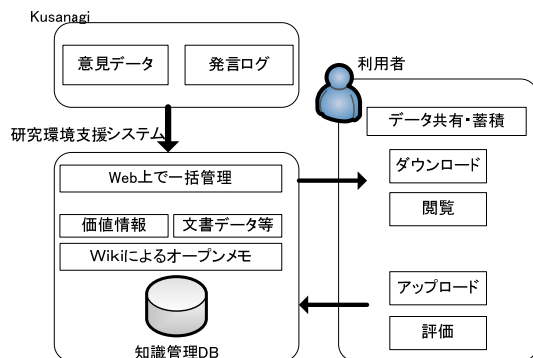 Kusanagi
意見データ
発言ログ
利用者
データ共有・蓄積
研究環境支援システム
Web上で一括管理
ダウンロード
閲覧
価値情報
文書データ等
Wikiによるオープンメモ
アップロード
評価
知識管理DB